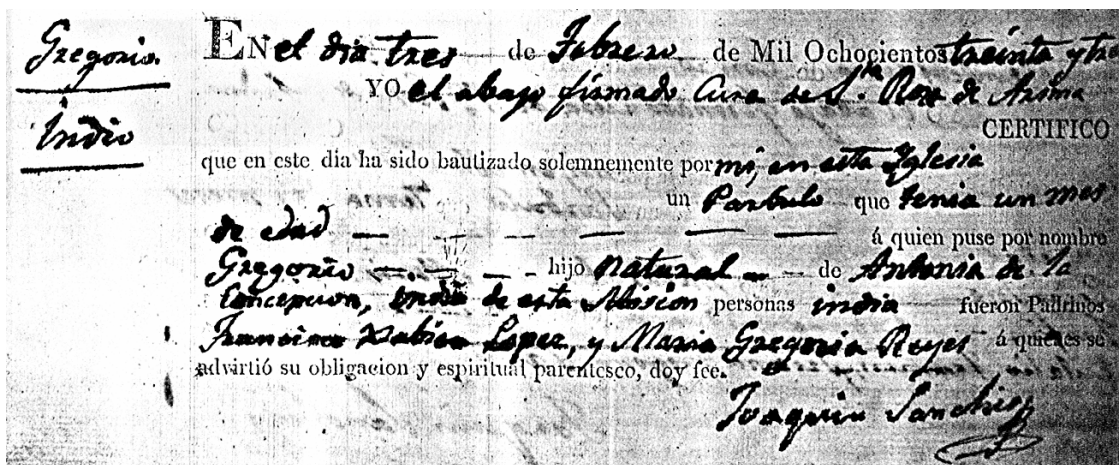 Gregorio.
Indio
EN el dia tres de Febrero de Mil Ochocientos treinta y tr
YO el abajo firmado Cura de Sta. Rosa de Arima
CERTIFICO
que en este dia ha sido bautizado solemnemente por mi, en esta Iglesia
un Parbulo que tenia un mes
de edad — — — — — — — á quien puse por nombre
Gregorio — . — — - hijo natural — — de Antonia de la
Concepcion, India de esta Mision personas india fueron Padrinos
Francisco Lopez, y Maria Gregoria Reyes á quienes se
advirtió su obligacion y espiritual parentesco, doy fee.
Joaquin Sanchez